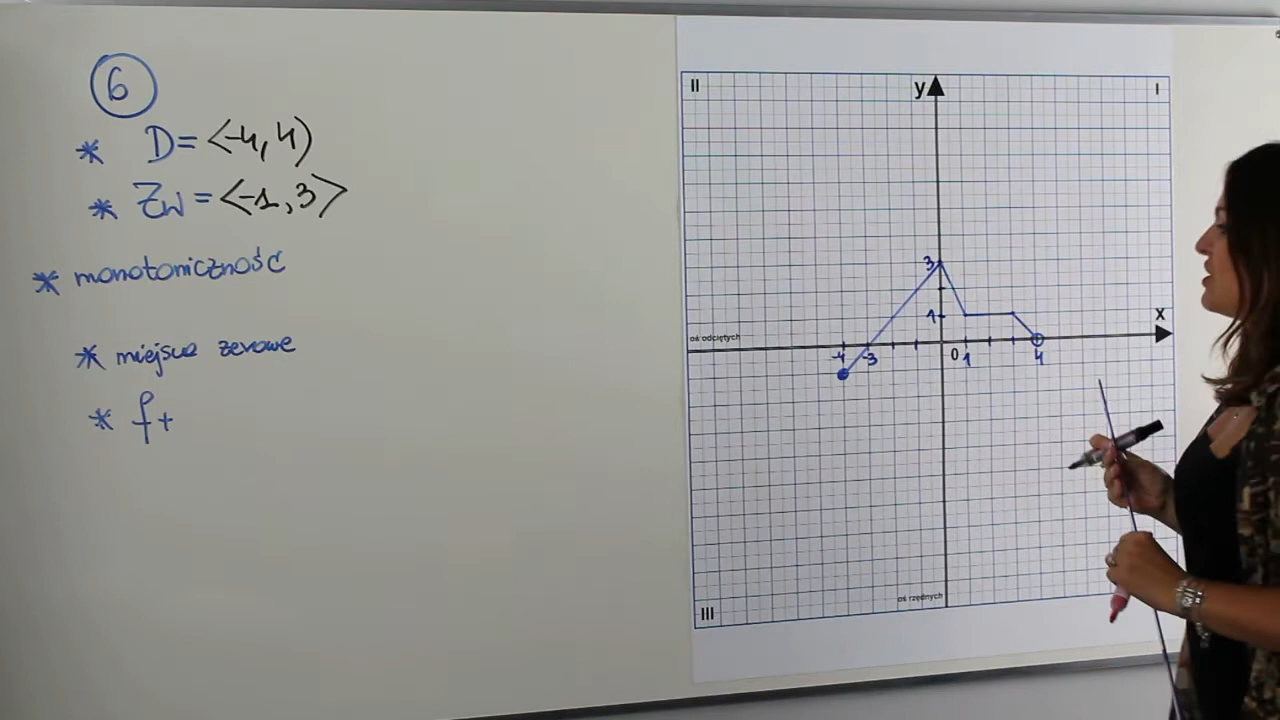 6
* D = <-4, 4)
* Zw = <-1, 3>
* monotoniczność
* miejsca zerowe
* f+
II
y
I
3
1
x
oś odciętych
-4
-3
0
1
4
oś rzędnych
III